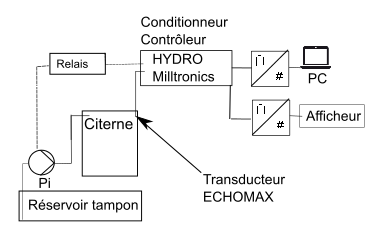 Conditionneur
Contrôleur
Relais
HYDRO
Milltronics
∩
#
PC
∩
#
Afficheur
Citerne
Pi
Transducteur
ECHOMAX
Réservoir tampon